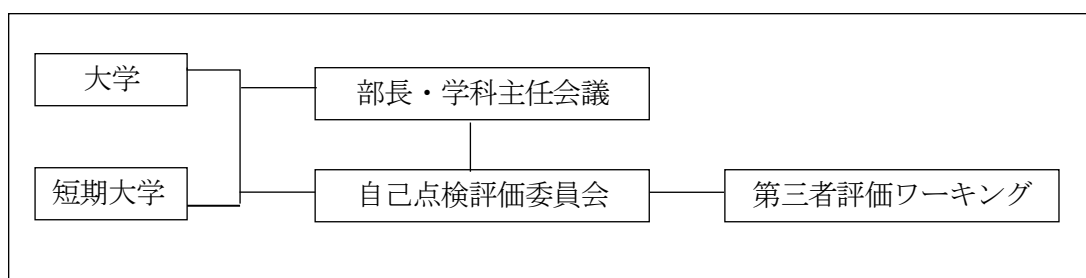 大学
部長・学科主任会議
短期大学
自己点検評価委員会
第三者評価ワーキング